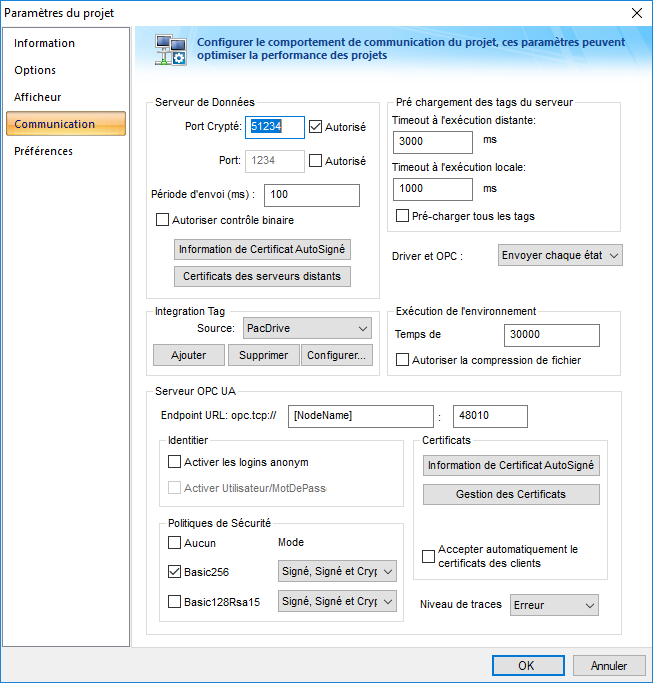 Paramètres du projet
Information
Options
Afficheur
Communication
Préférences
Configurer le comportement de communication du projet, ces paramètres peuvent
optimiser la performance des projets
Serveur de Données
Port Crypté: 51234 Autorisé
Port: 1234 Autorisé
Période d'envoi (ms) : 100
Autoriser contrôle binaire
Information de Certificat AutoSigné
Certificats des serveurs distants
Pré chargement des tags du serveur
Timeout à l'exécution distante:
3000 ms
Timeout à l'exécution locale:
1000 ms
Pré-charger tous les tags
Driver et OPC : Envoyer chaque état
Integration Tag
Source: PacDrive
Ajouter Supprimer Configurer...
Exécution de l'environnement
Temps de 30000
Autoriser la compression de fichier
Serveur OPC UA
Endpoint URL: opc.tcp:// [NodeName] : 48010
Identifier
Activer les logins anonym
Activer Utilisateur/MotDePass
Certificats
Information de Certificat AutoSigné
Gestion des Certificats
Accepter automatiquement le
certificats des clients
Politiques de Sécurité
Aucun Mode
Basic256 Signé, Signé et Cryp
Basic128Rsa15 Signé, Signé et Cryp
Niveau de traces Erreur
OK Annuler